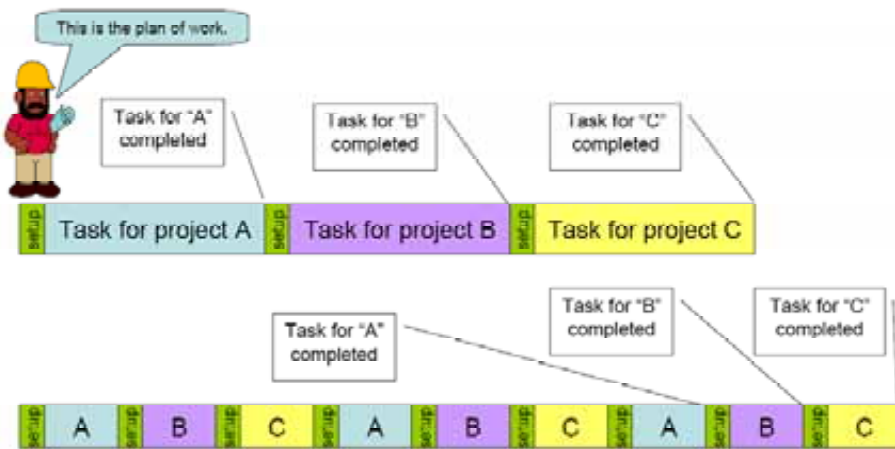 This is the plan of work.
Task for "A"
completed
Task for "B"
completed
Task for "C"
completed
setup Task for project A setup Task for project B setup Task for project C
Task for "A"
completed
Task for "B"
completed
Task for "C"
completed
setup A setup B setup C setup A setup B setup C setup A setup B setup C